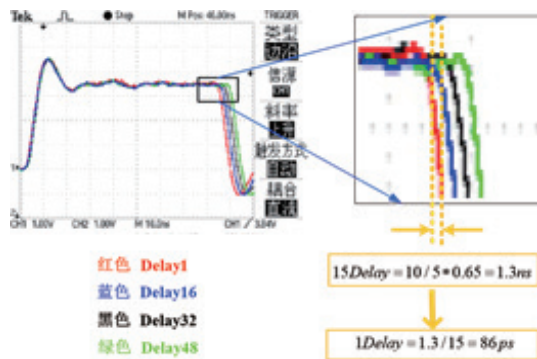 Tek
Stop
M Pos: 40.00ns
TRIGGER
类型
边沿
信源
CH1
斜率
上升
触发方式
自动
耦合
直流
1
2
CH1 1.00V
CH2 1.00V
M 10.0ns
CH1 / 3.04V
红色 Delay1
蓝色 Delay16
黑色 Delay32
绿色 Delay48
15Delay = 10 / 5*0.65 = 1.3ns
1Delay = 1.3 / 15 = 86ps